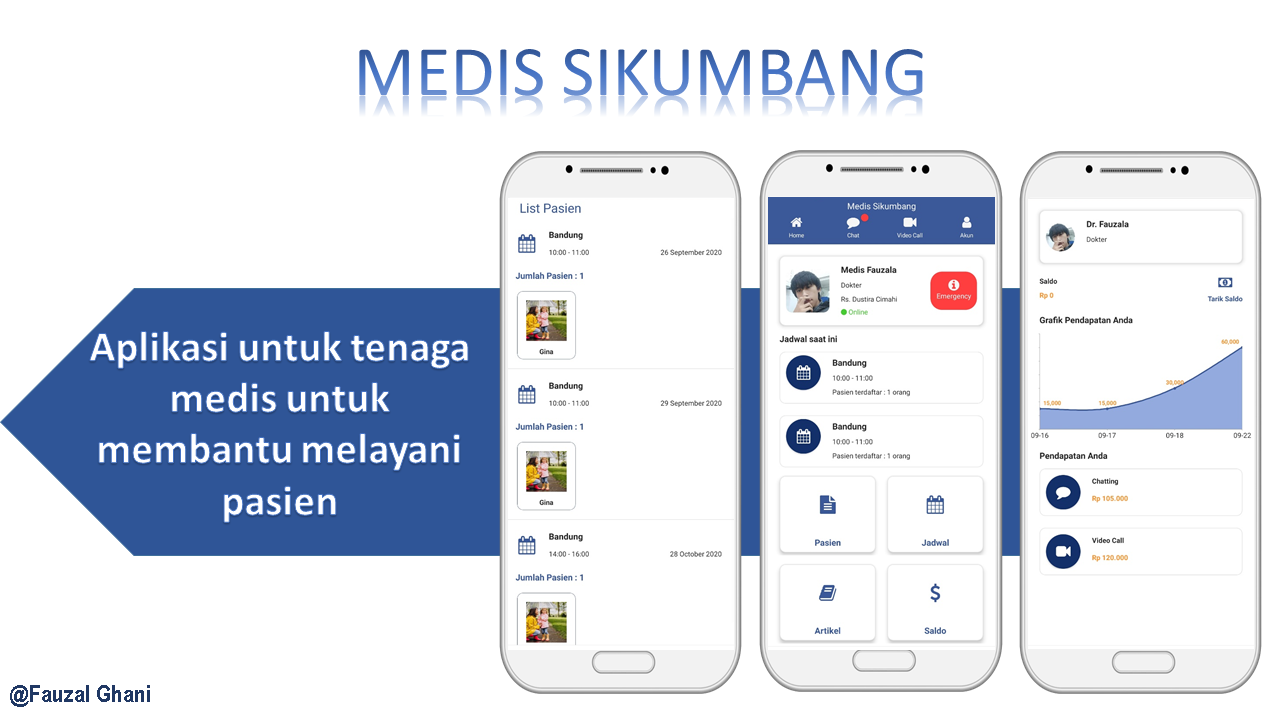 MEDIS SIKUMBANG
Aplikasi untuk tenaga
medis untuk
membantu melayani
pasien
List Pasien
Bandung
10:00 - 11:00
26 September 2020
Jumlah Pasien : 1
Gina
Bandung
10:00 - 11:00
29 September 2020
Jumlah Pasien : 1
Gina
Bandung
14:00 - 16:00
28 October 2020
Jumlah Pasien : 1
Medis Sikumbang
Home
Chat
Video Call
Akun
Medis Fauzala
Dokter
Rs. Dustira Cimahi
Online
Emergency
Jadwal saat ini
Bandung
10:00 - 11:00
Pasien terdaftar : 1 orang
Bandung
10:00 - 11:00
Pasien terdaftar : 1 orang
Pasien
Jadwal
Artikel
Saldo
Dr. Fauzala
Dokter
Saldo
Rp 0
Tarik Saldo
Grafik Pendapatan Anda
60,000
30,000
15,000
15,000
09-16
09-17
09-18
09-22
Pendapatan Anda
Chatting
Rp 105.000
Video Call
Rp 120.000
@Fauzal Ghani